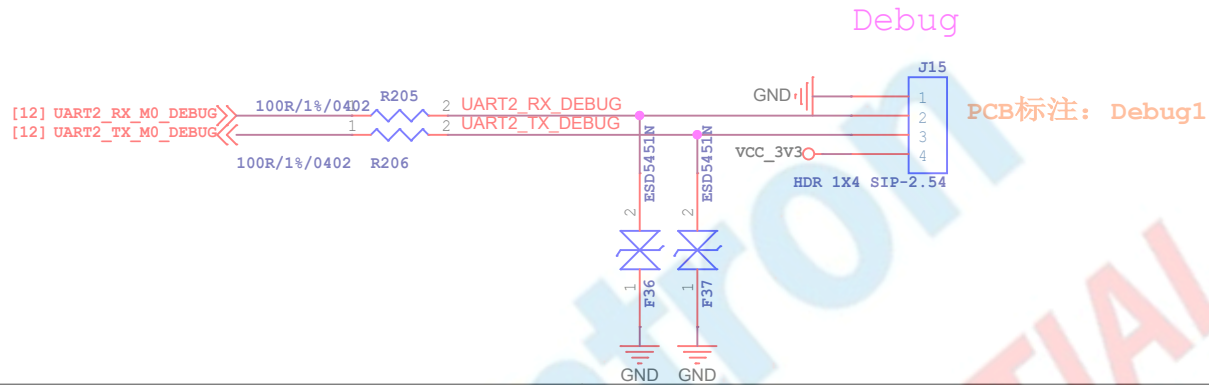 Debug
J15
GND
1
PCB标注: Debug1
[12] UART2_RX_M0_DEBUG
100R/1%/0402
1
R205
2
UART2_RX_DEBUG
2
[12] UART2_TX_M0_DEBUG
1
2
UART2_TX_DEBUG
3
100R/1%/0402
R206
VCC_3V3
4
HDR 1X4 SIP-2.54
ESD5451N
ESD5451N
2
2
1
1
F36
F37
GND
GND